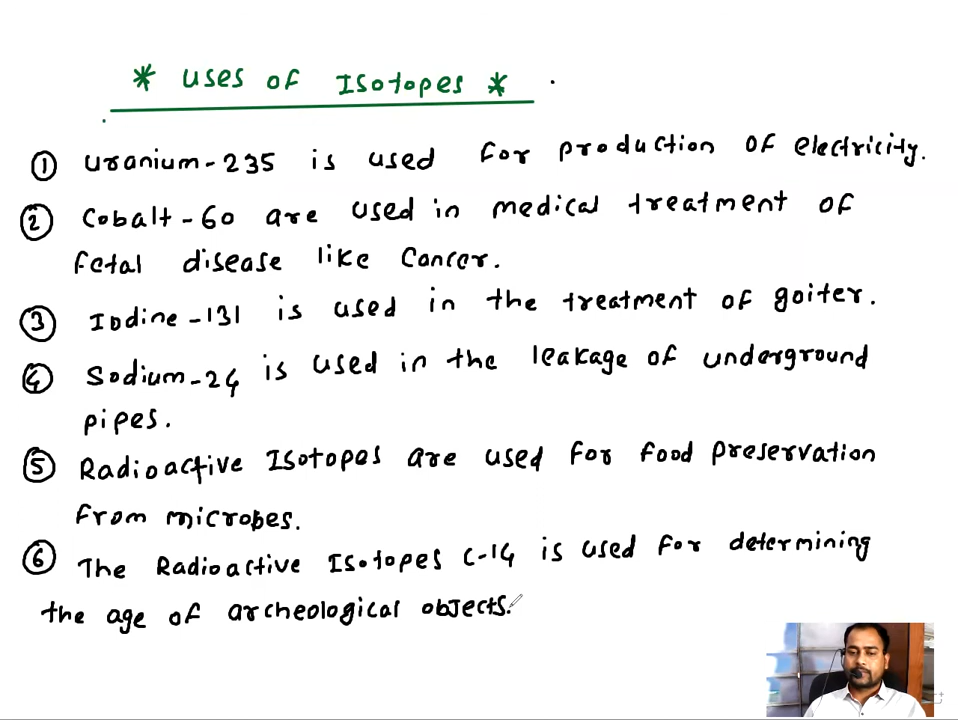 * uses of Isotopes *
① Uranium-235 is used for production of electricity.
② Cobalt-60 are used in medical treatment of
fetal disease like Cancer.
③ Iodine-131 is used in the treatment of goiter.
④ Sodium-24 is used in the leakage of underground
pipes.
⑤ Radioactive Isotopes are used for food preservation
from microbes.
⑥ The Radioactive Isotopes C-14 is used for determining
the age of archeological objects.